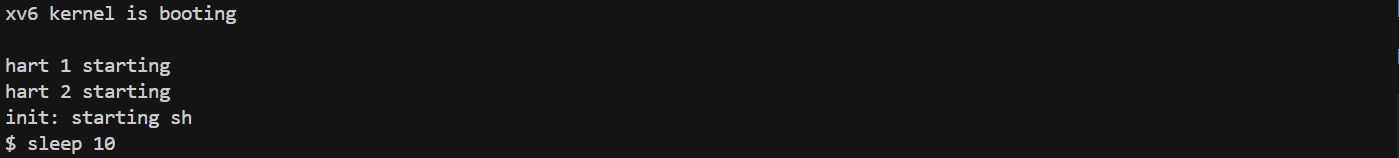 xv6 kernel is booting
hart 1 starting
hart 2 starting
init: starting sh
$ sleep 10